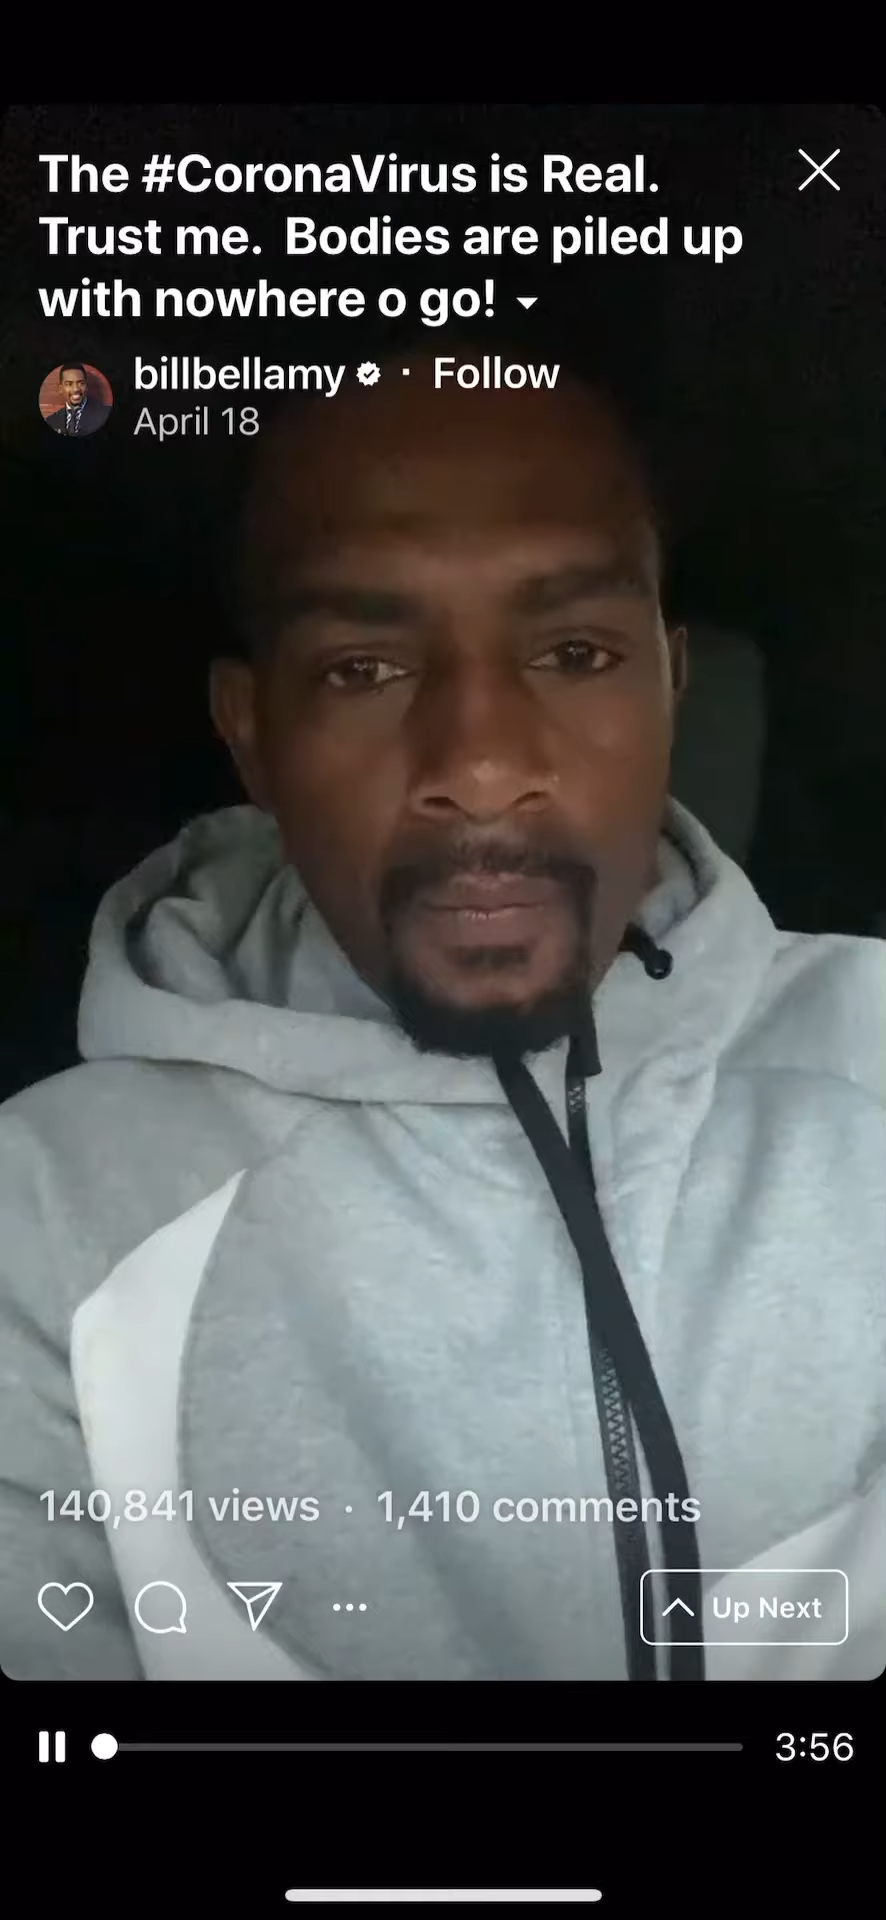 The #CoronaVirus is Real.
Trust me.  Bodies are piled up
with nowhere o go!
billbellamy · Follow
April 18
140,841 views · 1,410 comments
Up Next
3:56